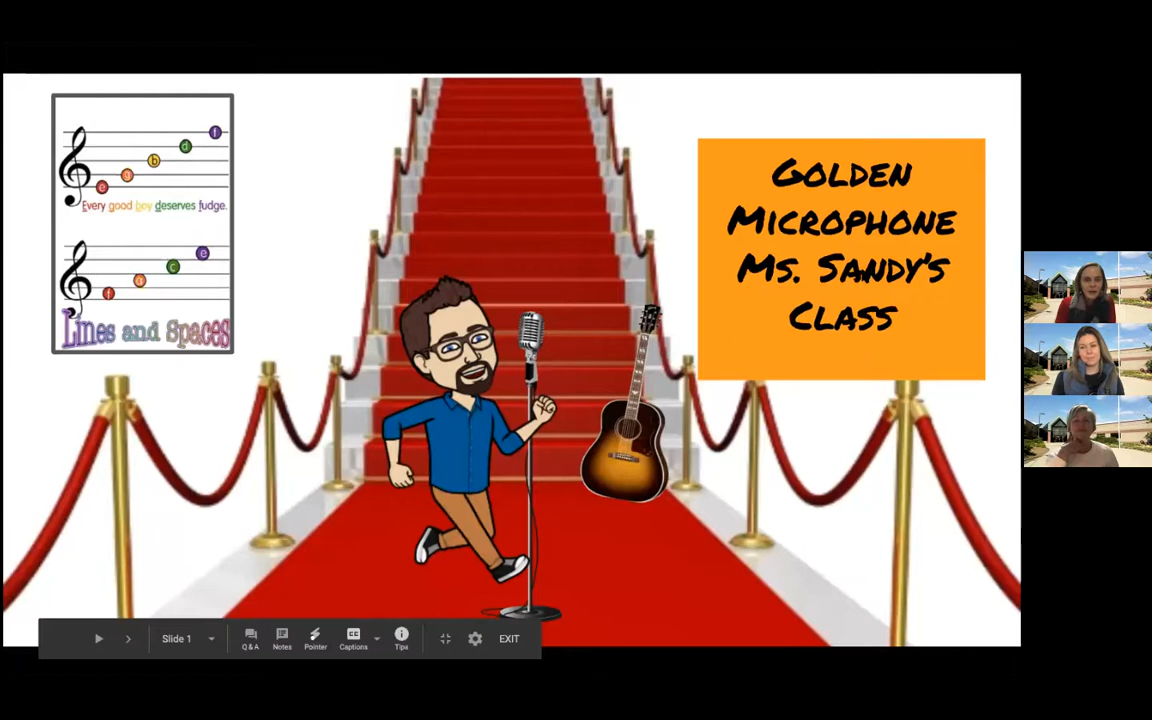 f
d
b
g
e
Every good boy deserves fudge.
e
c
a
f
Lines and Spaces
GOLDEN
MICROPHONE
MS. SANDY'S
CLASS
Slide 1
Q&A
Notes
Pointer
CC
Captions
Tips
EXIT